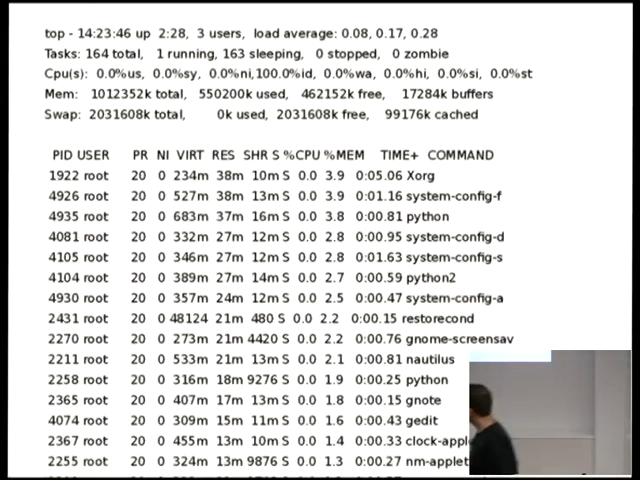 top - 14:23:46 up 2:28, 3 users, load average: 0.08, 0.17, 0.28
Tasks: 164 total, 1 running, 163 sleeping, 0 stopped, 0 zombie
Cpu(s): 0.0%us, 0.0%sy, 0.0%ni,100.0%id, 0.0%wa, 0.0%hi, 0.0%si, 0.0%st
Mem: 1012352k total, 550200k used, 462152k free, 17284k buffers
Swap: 2031608k total, 0k used, 2031608k free, 99176k cached
PID USER PR NI VIRT RES SHR S %CPU %MEM TIME+ COMMAND
1922 root 20 0 234m 38m 10m S 0.0 3.9 0:05.06 Xorg
4926 root 20 0 527m 38m 13m S 0.0 3.9 0:01.16 system-config-f
4935 root 20 0 683m 37m 16m S 0.0 3.8 0:00.81 python
4081 root 20 0 332m 27m 12m S 0.0 2.8 0:00.95 system-config-d
4105 root 20 0 346m 27m 12m S 0.0 2.8 0:01.63 system-config-s
4104 root 20 0 389m 27m 14m S 0.0 2.7 0:00.59 python2
4930 root 20 0 357m 24m 12m S 0.0 2.5 0:00.47 system-config-a
2431 root 20 0 48124 21m 480 S 0.0 2.2 0:00.15 restorecond
2270 root 20 0 273m 21m 4420 S 0.0 2.2 0:00.76 gnome-screensav
2211 root 20 0 533m 21m 13m S 0.0 2.1 0:00.81 nautilus
2258 root 20 0 316m 18m 9276 S 0.0 1.9 0:00.25 python
2365 root 20 0 407m 17m 13m S 0.0 1.8 0:00.15 gnote
4074 root 20 0 309m 15m 11m S 0.0 1.6 0:00.43 gedit
2367 root 20 0 455m 13m 10m S 0.0 1.4 0:00.33 clock-apple
2255 root 20 0 324m 13m 9876 S 0.0 1.3 0:00.27 nm-applet